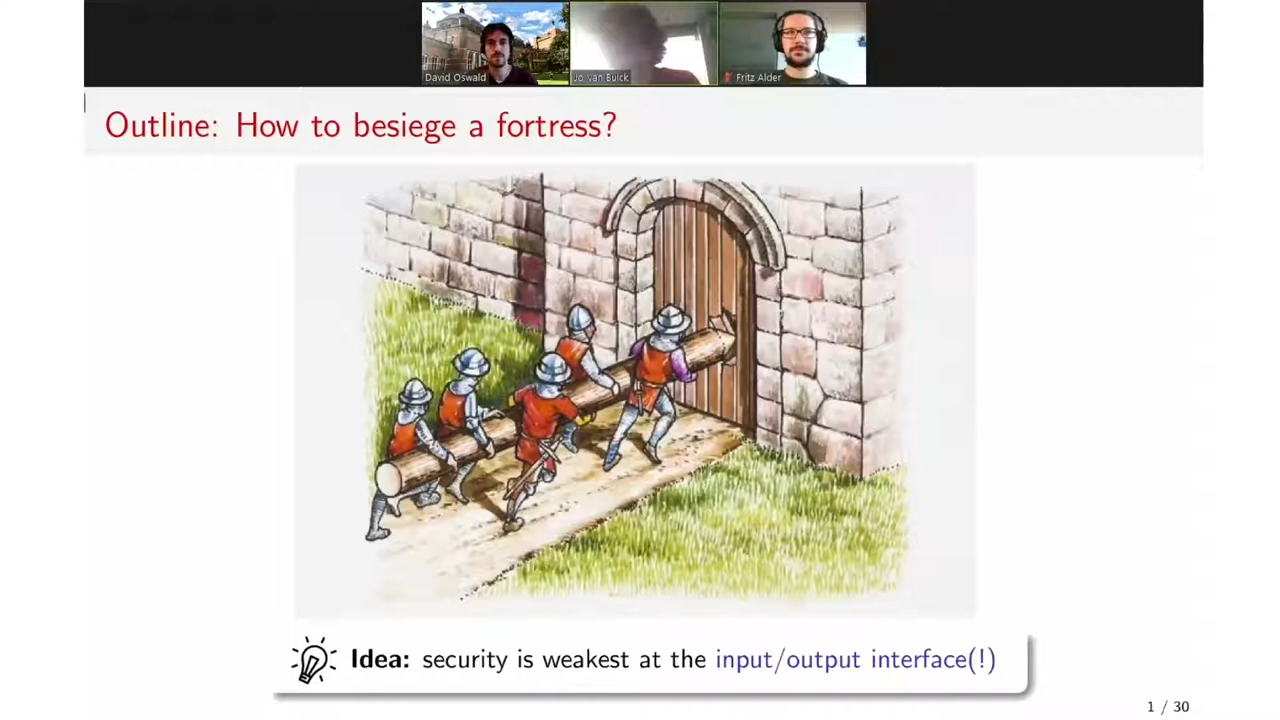 David Oswald
Jo Van Bulck
Fritz Alder
Outline: How to besiege a fortress?
Idea: security is weakest at the input/output interface(!)
1 / 30